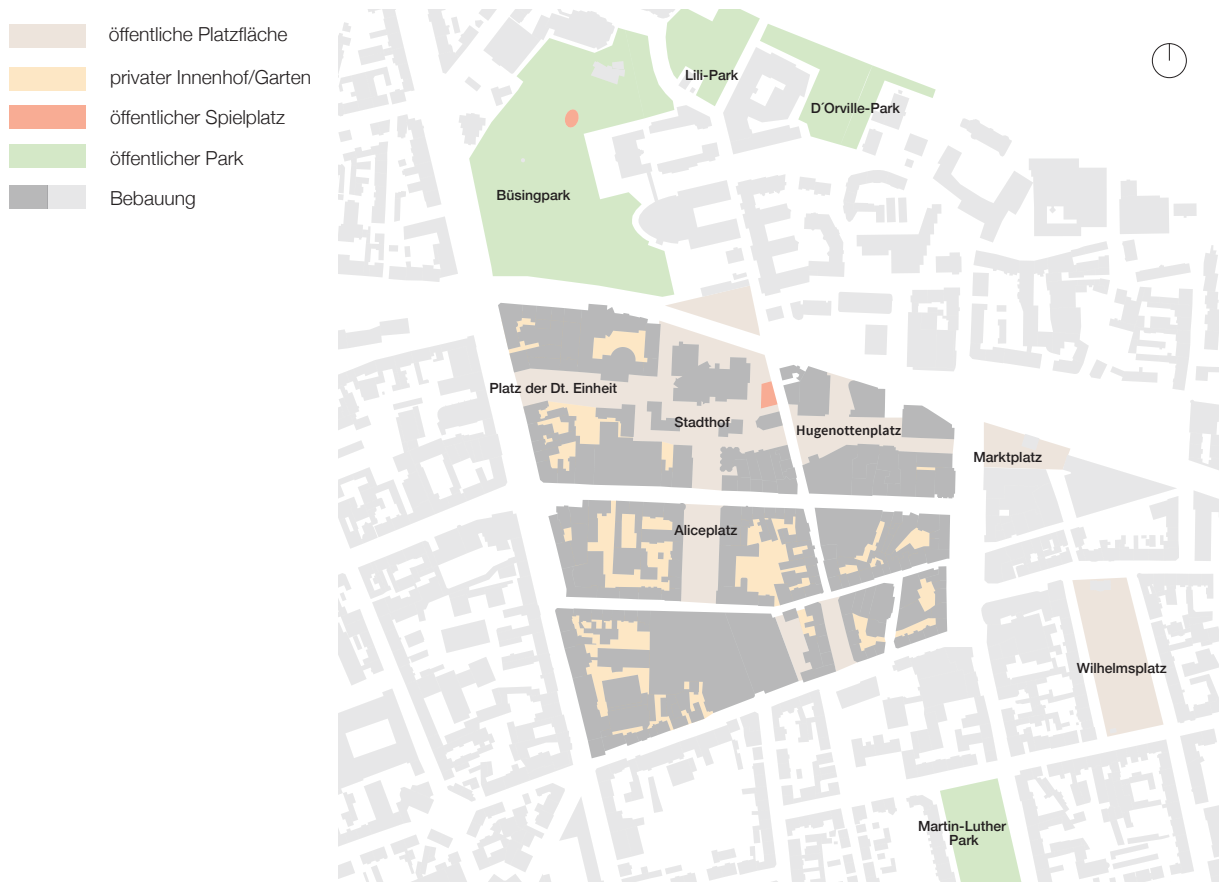 öffentliche Platzfläche
privater Innenhof/Garten
öffentlicher Spielplatz
öffentlicher Park
Bebauung
Lili-Park
D´Orville-Park
Büsingpark
Platz der Dt. Einheit
Stadthof
Hugenottenplatz
Marktplatz
Aliceplatz
Wilhelmsplatz
Martin-Luther
Park